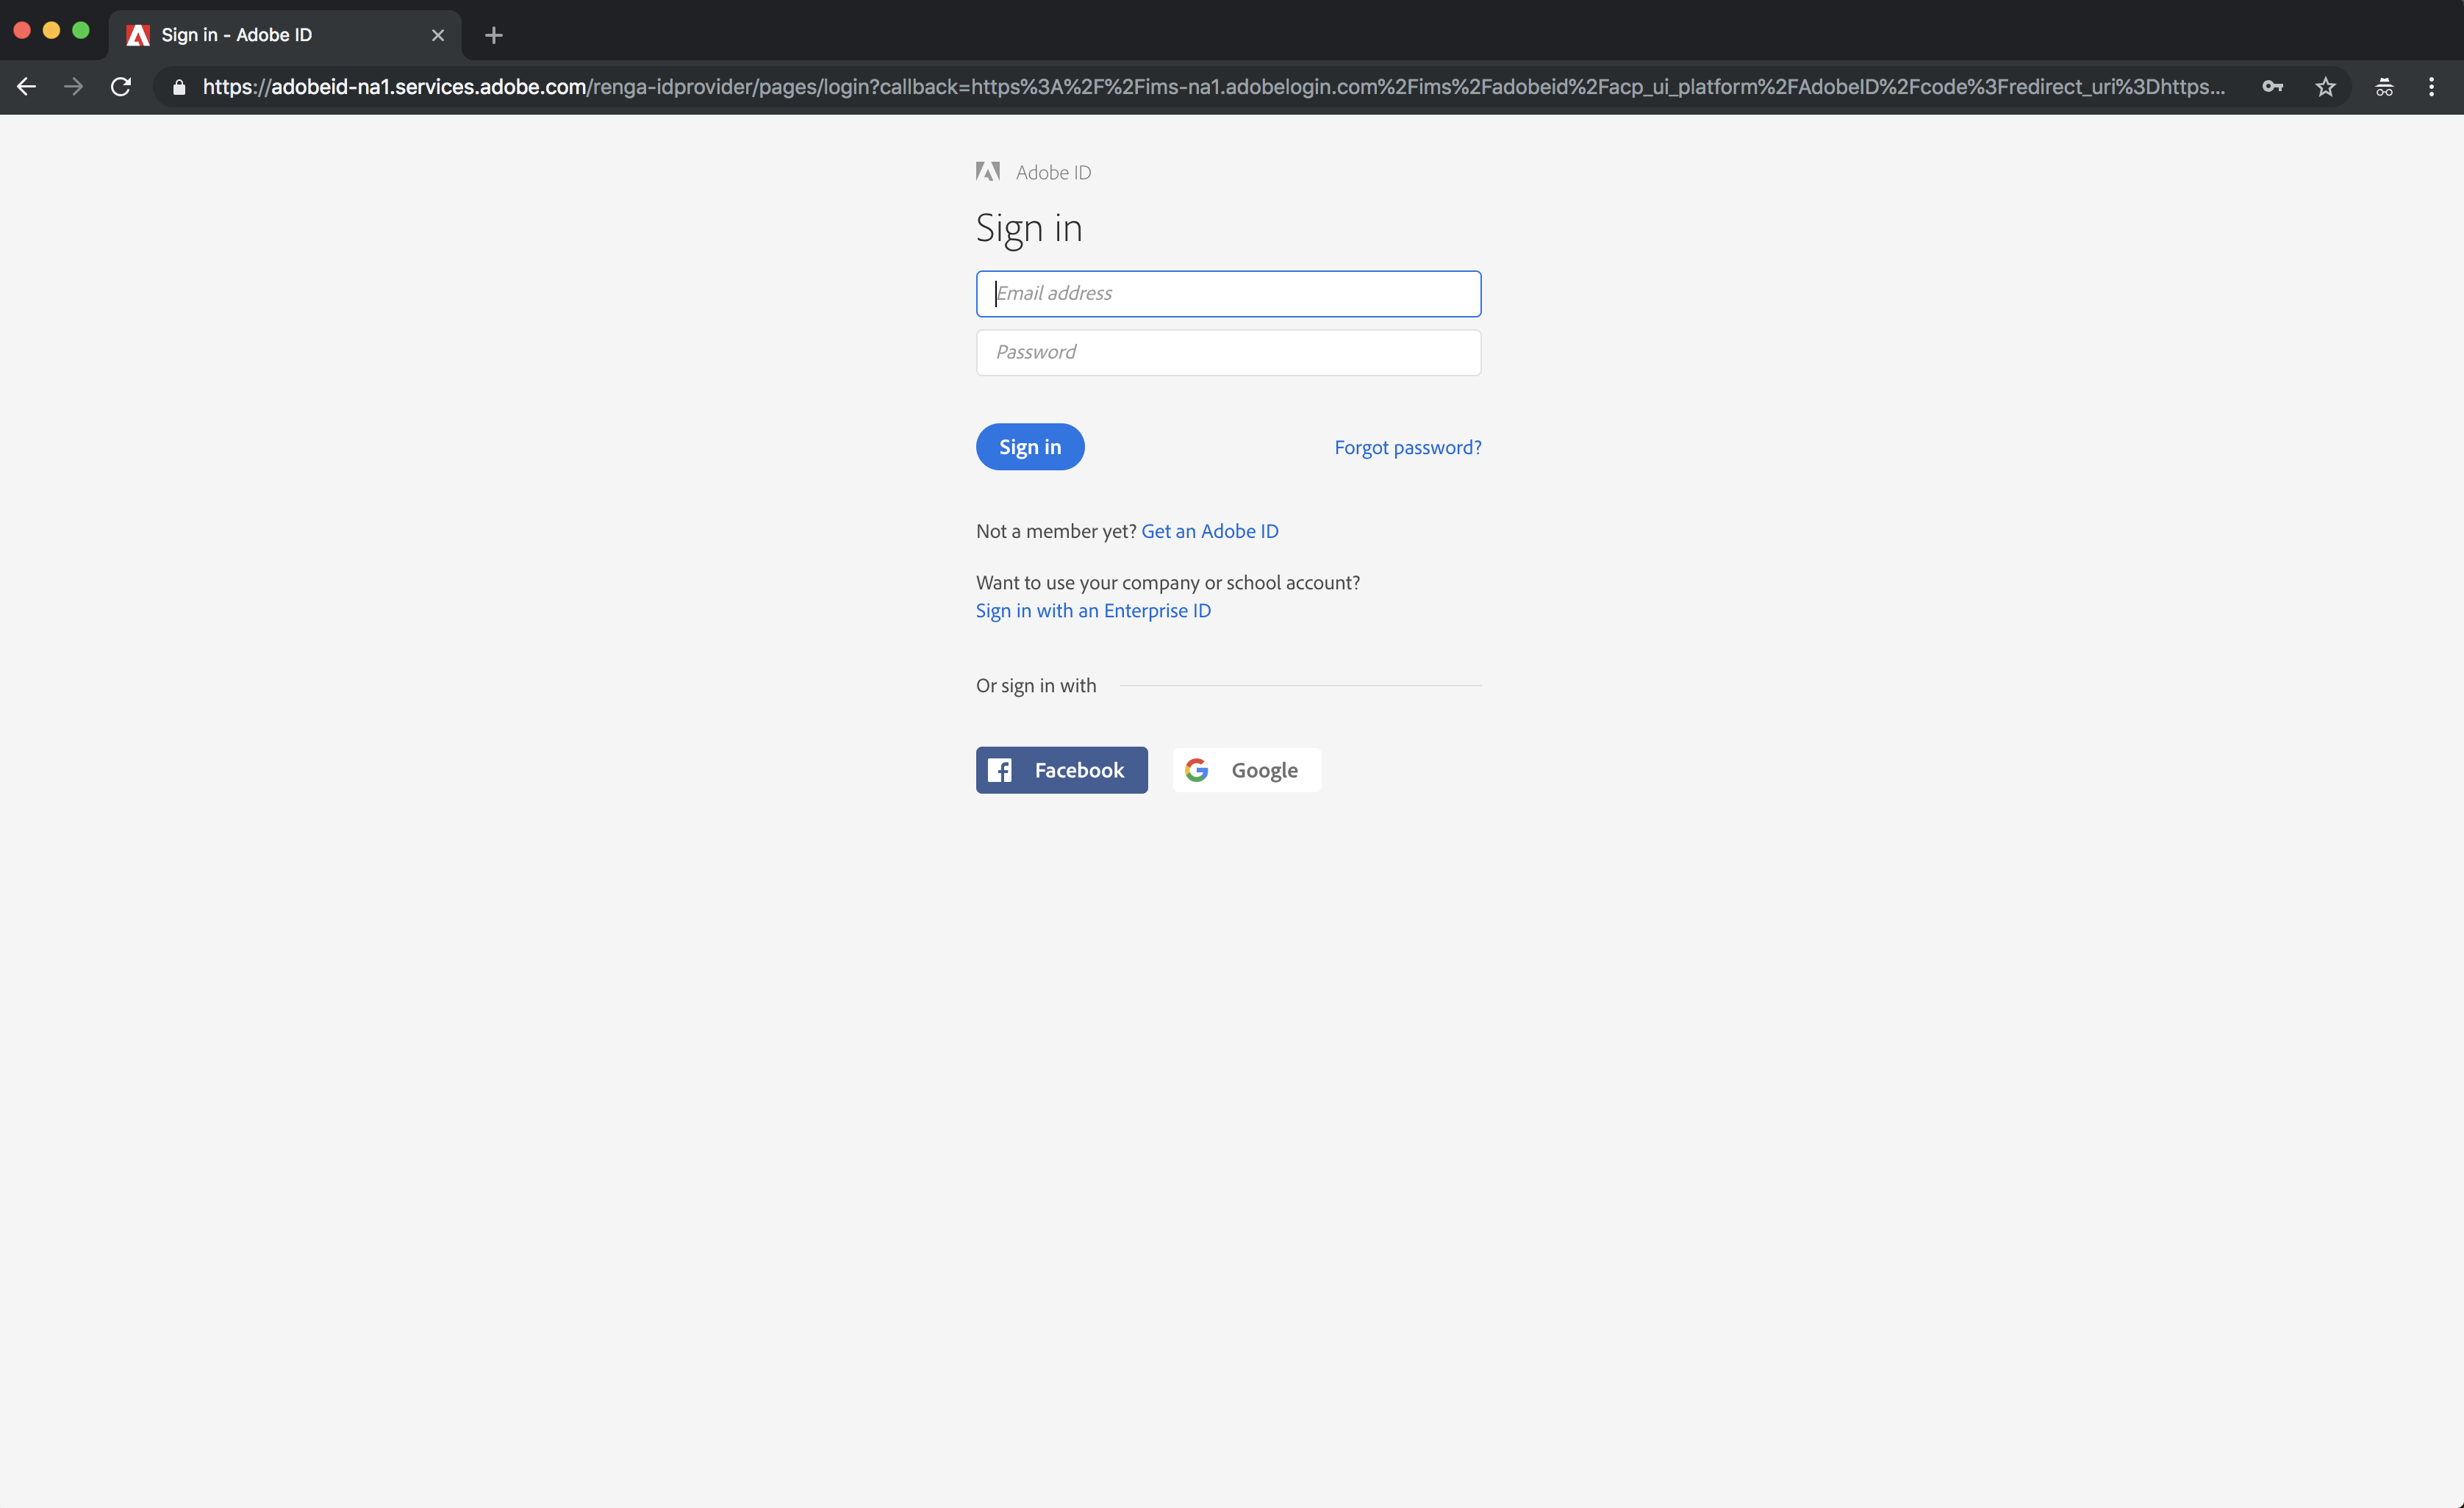 Sign in - Adobe ID
https://adobeid-na1.services.adobe.com/renga-idprovider/pages/login?callback=https%3A%2F%2Fims-na1.adobelogin.com%2Fims%2Fadobeid%2Facp_ui_platform%2FAdobeID%2Fcode%3Fredirect_uri%3Dhttps...
Adobe ID
Sign in
Email address
Password
Sign in
Forgot password?
Not a member yet? Get an Adobe ID
Want to use your company or school account?
Sign in with an Enterprise ID
Or sign in with
Facebook
Google